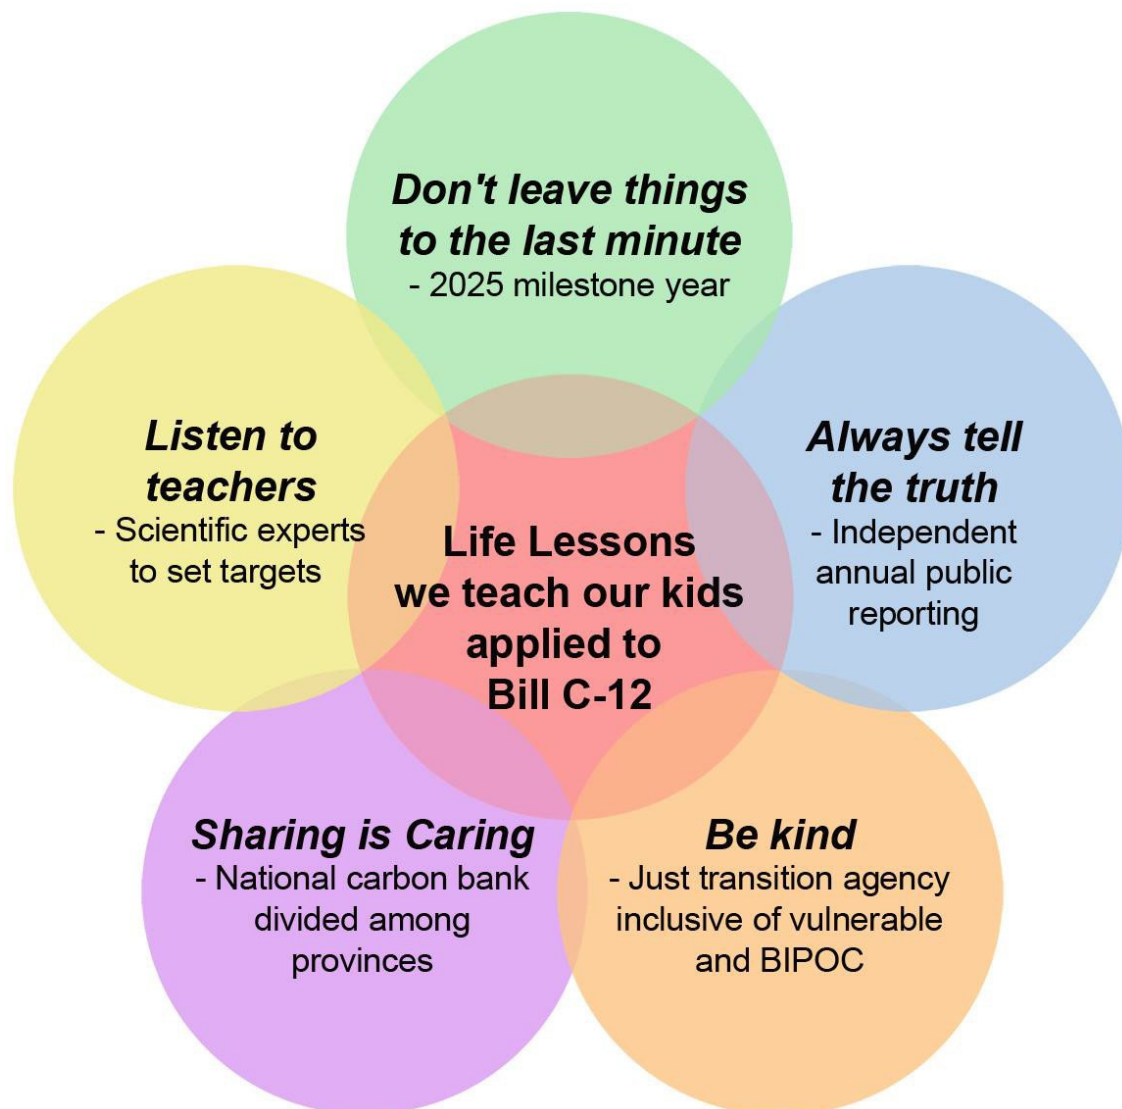 Don't leave things
to the last minute
- 2025 milestone year
Listen to
teachers
- Scientific experts
to set targets
Always tell
the truth
- Independent
annual public
reporting
Life Lessons
we teach our kids
applied to
Bill C-12
Sharing is Caring
- National carbon bank
divided among
provinces
Be kind
- Just transition agency
inclusive of vulnerable
and BIPOC